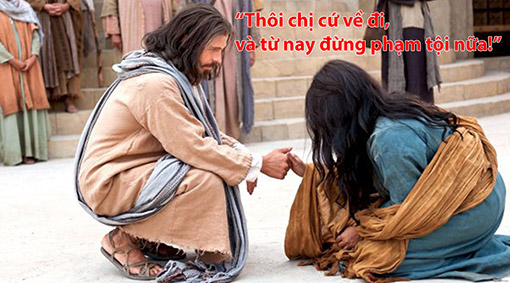 “Thôi chị cứ về đi,
và từ nay đừng phạm tội nữa!”